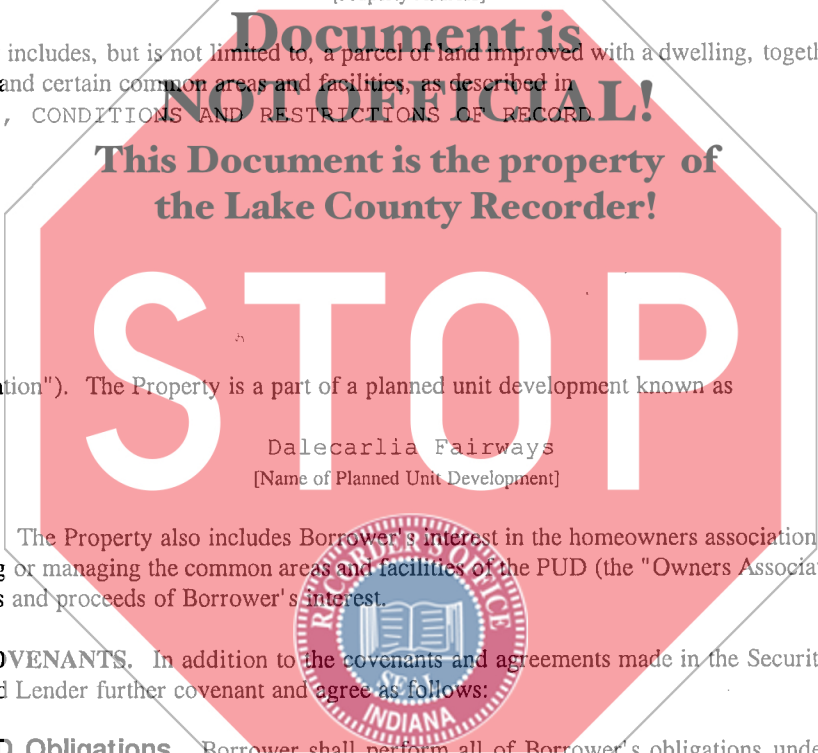 Document is
includes, but is not limited to, a parcel of land improved with a dwelling, togeth
and certain common areas and facilities, as described in
NOT OFFICIAL!
, CONDITIONS AND RESTRICTIONS OF RECORD
This Document is the property of
the Lake County Recorder!
STOP
ation"). The Property is a part of a planned unit development known as
Dalecarlia Fairways
[Name of Planned Unit Development]
The Property also includes Borrower's interest in the homeowners association
g or managing the common areas and facilities of the PUD (the "Owners Associa
s and proceeds of Borrower's interest.
RECORDER'S OFFICE
SEAL
INDIANA
OVENANTS. In addition to the covenants and agreements made in the Securit
d Lender further covenant and agree as follows:
D Obligations. Borrower shall perform all of Borrower's obligations unde